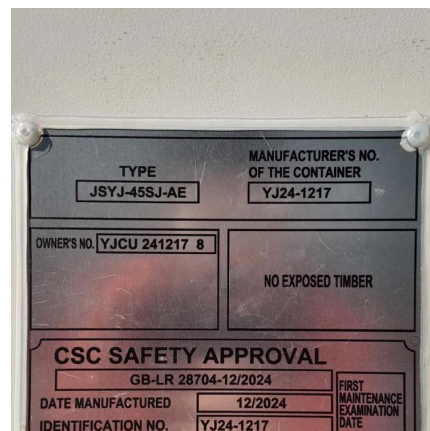 TYPE
JSYJ-45SJ-AE
MANUFACTURER'S NO.
OF THE CONTAINER
YJ24-1217
OWNER'S NO. YJCU 241217 8
NO EXPOSED TIMBER
CSC SAFETY APPROVAL
GB-LR 28704-12/2024
DATE MANUFACTURED 12/2024
IDENTIFICATION NO. YJ24-1217
FIRST
MAINTENANCE
EXAMINATION
DATE